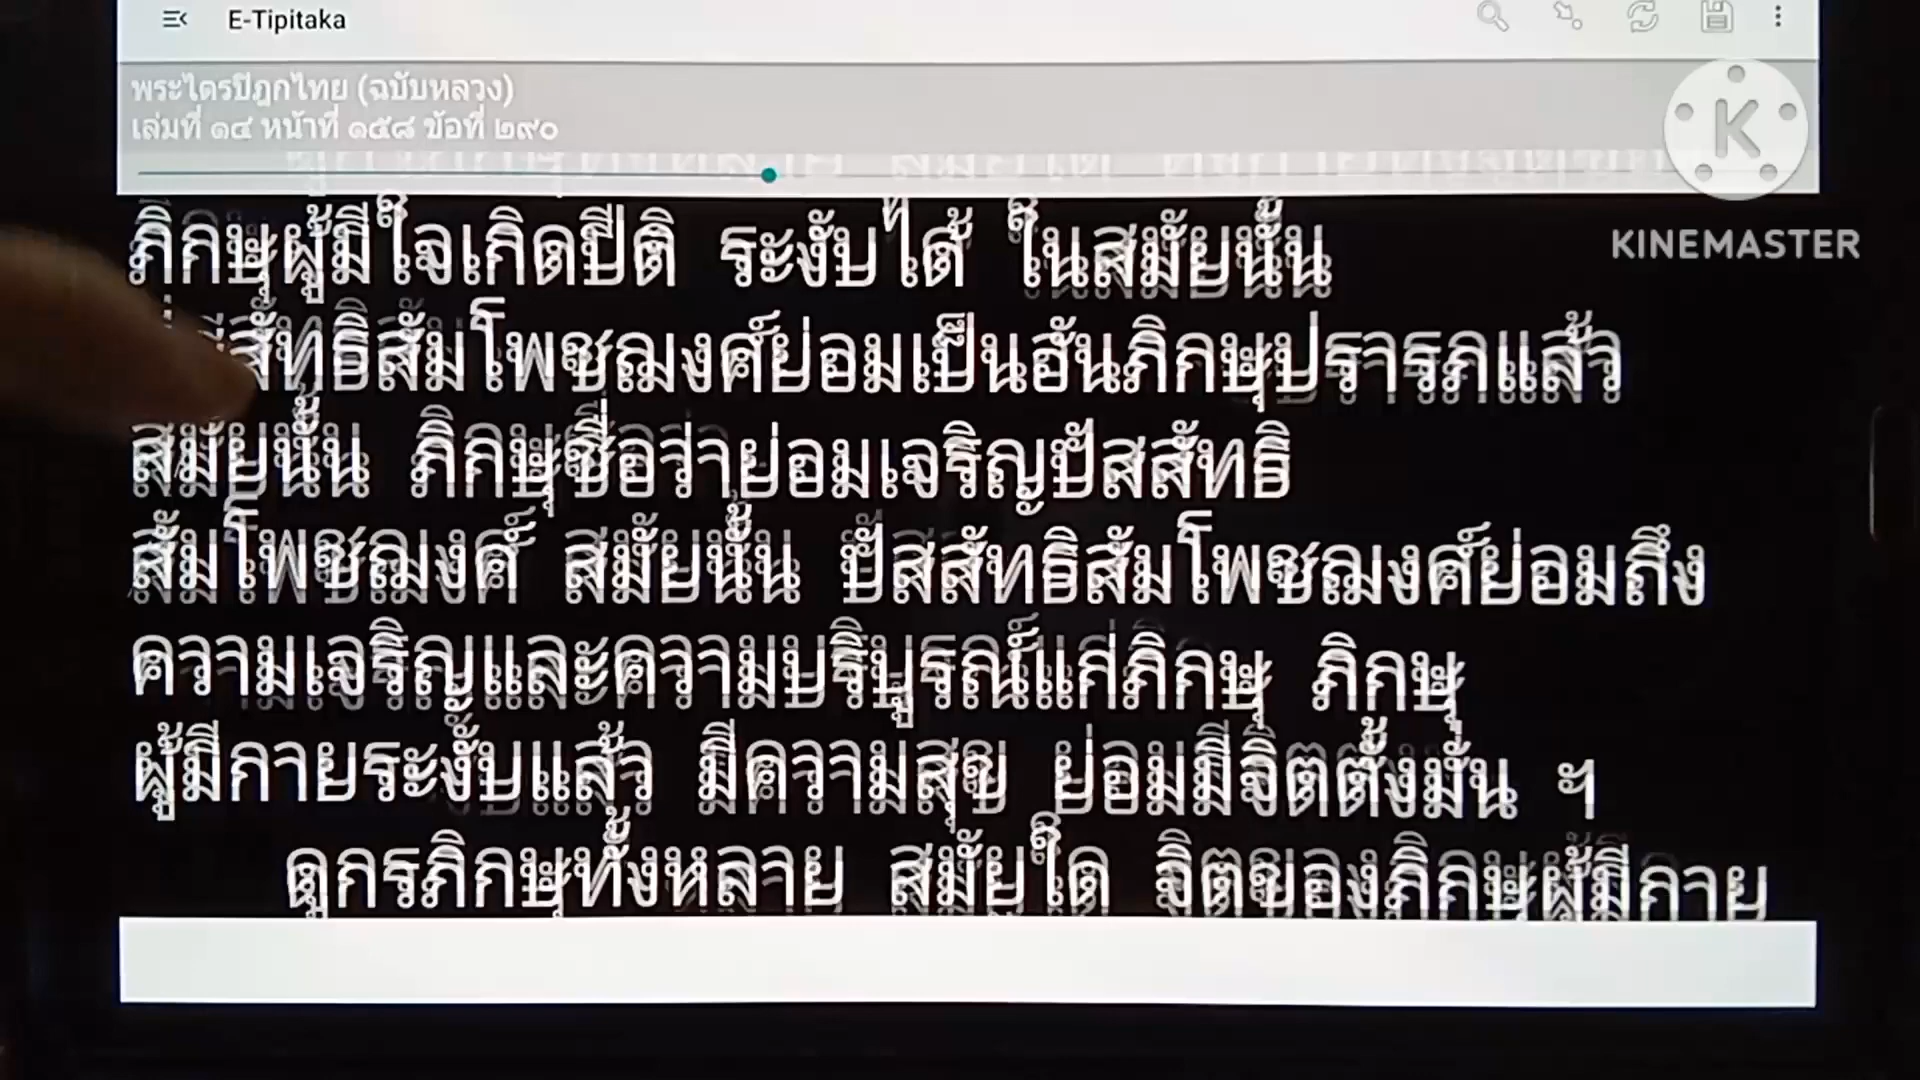 E-Tipitaka
พระไตรปิฎกไทย (ฉบับหลวง)
เล่มที่ ๑๔ หน้าที่ ๑๕๘ ข้อที่ ๒๙๐
KINEMASTER
ภิกษุผู้มีใจเกิดปีติ ระงับได้ ในสมัยนั้น
สัทธิสัมโพชฌงศ์ย่อมเป็นอันภิกษุปรารภแล้ว
สมัยนั้น ภิกษุชื่อว่าย่อมเจริญปัสสัทธิ
สัมโพชฌงค์ สมัยนั้น ปัสสัทธิสัมโพชฌงศ์ย่อมถึง
ความเจริญและความบริบูรณ์แก่ภิกษุ ภิกษุ
ผู้มีกายระงับแล้ว มีความสุข ย่อมมีจิตตั้งมั่น ฯ
ดูกรภิกษุทั้งหลาย สมัยใด จิตของภิกษุผู้มีกาย